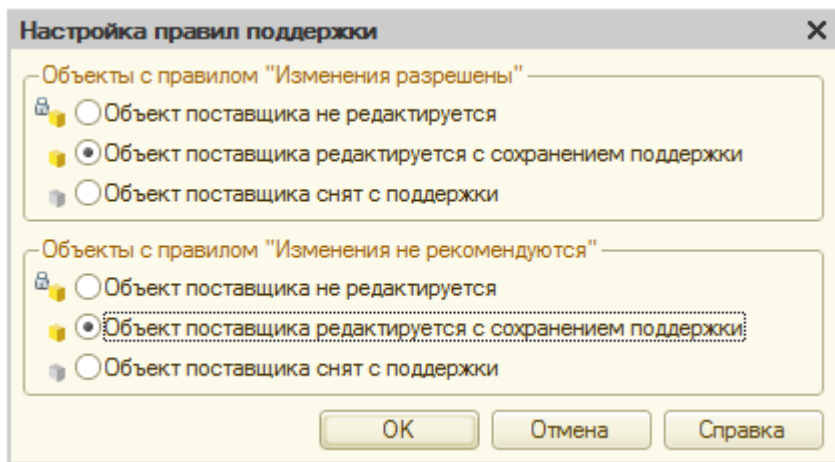 Настройка правил поддержки
Объекты с правилом "Изменения разрешены"
Объект поставщика не редактируется
Объект поставщика редактируется с сохранением поддержки
Объект поставщика снят с поддержки
Объекты с правилом "Изменения не рекомендуются"
Объект поставщика не редактируется
Объект поставщика редактируется с сохранением поддержки
Объект поставщика снят с поддержки
ОК Отмена Справка